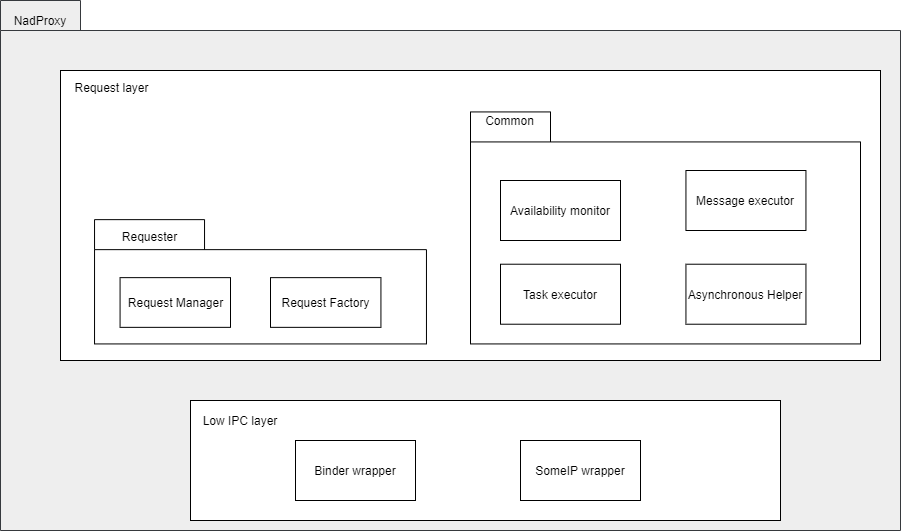 NadProxy
Request layer
Common
Availability monitor
Message executor
Requester
Request Manager
Request Factory
Task executor
Asynchronous Helper
Low IPC layer
Binder wrapper
SomeIP wrapper